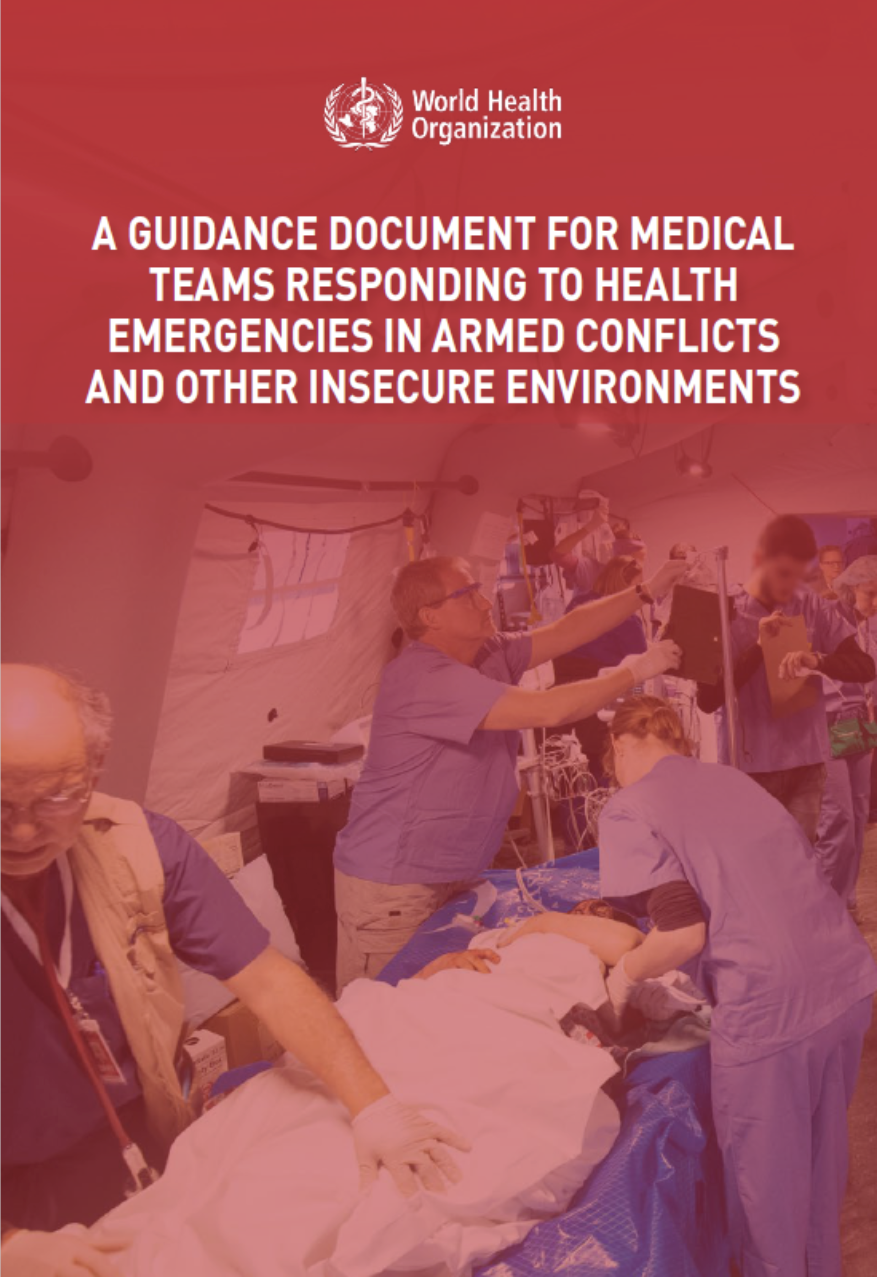 World Health
Organization
A GUIDANCE DOCUMENT FOR MEDICAL
TEAMS RESPONDING TO HEALTH
EMERGENCIES IN ARMED CONFLICTS
AND OTHER INSECURE ENVIRONMENTS